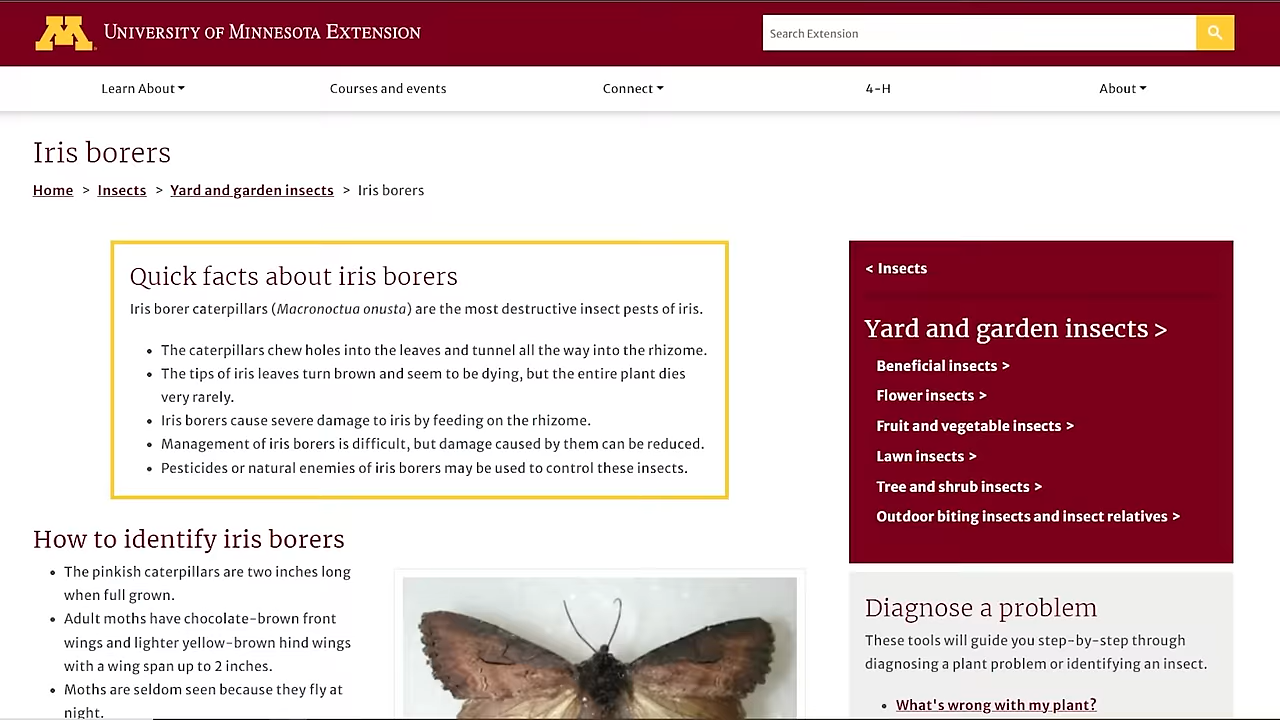 UNIVERSITY OF MINNESOTA EXTENSION
Search Extension
Learn About
Courses and events
Connect
4-H
About
Iris borers
Home > Insects > Yard and garden insects > Iris borers
Quick facts about iris borers
Iris borer caterpillars (Macronoctua onusta) are the most destructive insect pests of iris.
• The caterpillars chew holes into the leaves and tunnel all the way into the rhizome.
• The tips of iris leaves turn brown and seem to be dying, but the entire plant dies
very rarely.
• Iris borers cause severe damage to iris by feeding on the rhizome.
• Management of iris borers is difficult, but damage caused by them can be reduced.
• Pesticides or natural enemies of iris borers may be used to control these insects.
How to identify iris borers
• The pinkish caterpillars are two inches long
when full grown.
• Adult moths have chocolate-brown front
wings and lighter yellow-brown hind wings
with a wing span up to 2 inches.
• Moths are seldom seen because they fly at
night.
< Insects
Yard and garden insects >
Beneficial insects >
Flower insects >
Fruit and vegetable insects >
Lawn insects >
Tree and shrub insects >
Outdoor biting insects and insect relatives >
Diagnose a problem
These tools will guide you step-by-step through
diagnosing a plant problem or identifying an insect.
• What's wrong with my plant?